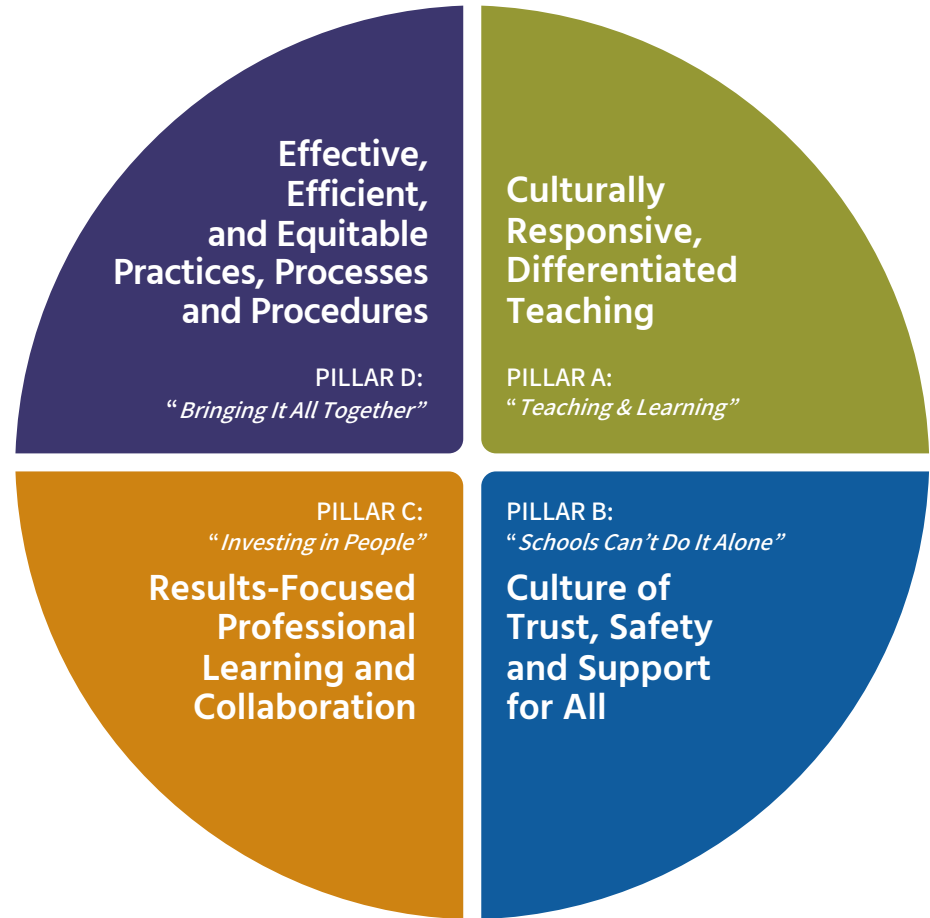 Effective,
Efficient,
and Equitable
Practices, Processes
and Procedures
PILLAR D:
“Bringing It All Together”
Culturally
Responsive,
Differentiated
Teaching
PILLAR A:
“Teaching & Learning”
PILLAR C:
“Investing in People”
Results-Focused
Professional
Learning and
Collaboration
PILLAR B:
“Schools Can’t Do It Alone”
Culture of
Trust, Safety
and Support
for All